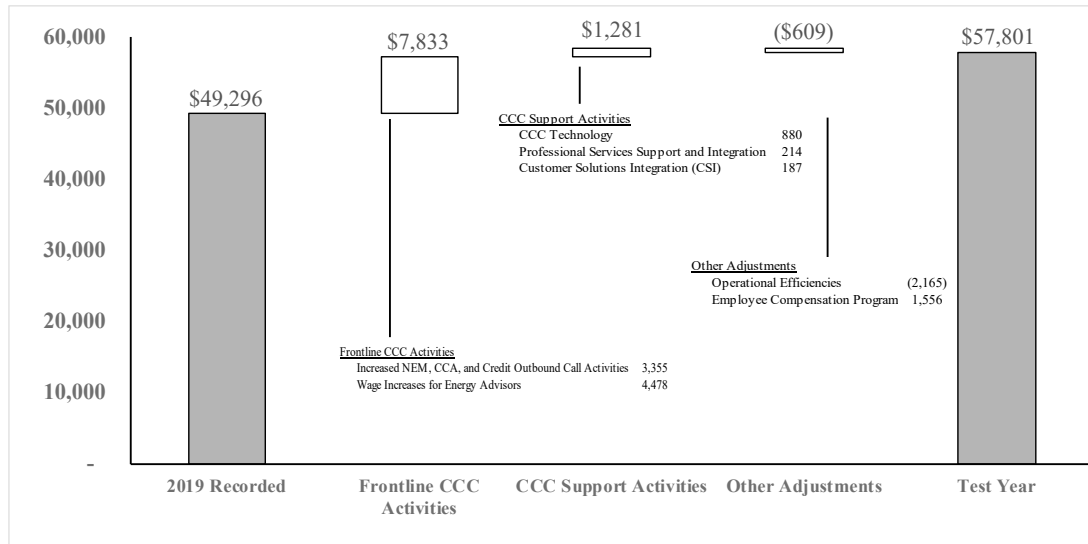 60,000
50,000
40,000
30,000
20,000
10,000
-
$49,296
$7,833
$1,281
($609)
$57,801
CCC Support Activities
CCC Technology 880
Professional Services Support and Integration 214
Customer Solutions Integration (CSI) 187
Other Adjustments
Operational Efficiencies (2,165)
Employee Compensation Program 1,556
Frontline CCC Activities
Increased NEM, CCA, and Credit Outbound Call Activities 3,355
Wage Increases for Energy Advisors 4,478
2019 Recorded
Frontline CCC
Activities
CCC Support Activities
Other Adjustments
Test Year